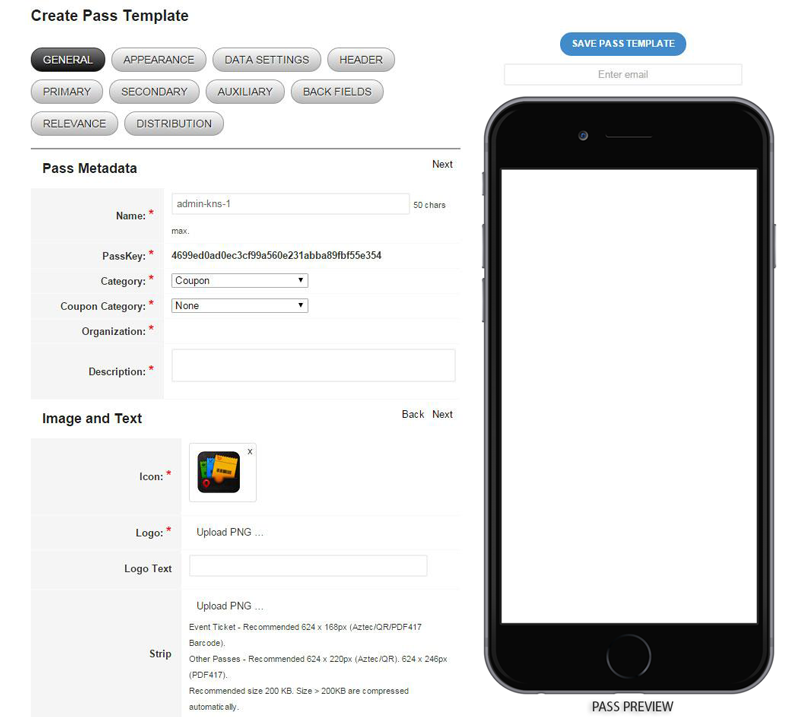 Create Pass Template
GENERAL APPEARANCE DATA SETTINGS HEADER
PRIMARY SECONDARY AUXILIARY BACK FIELDS
RELEVANCE DISTRIBUTION
Pass Metadata Next
Name: * admin-kns-1 50 chars
max.
PassKey: * 4699ed0ad0ec3cf99a560e231abba89fbf55e354
Category: * Coupon
Coupon Category: * None
Organization: *
Description: *
Image and Text Back Next
Icon: * x
Logo: * Upload PNG ...
Logo Text
Strip
Upload PNG ...
Event Ticket - Recommended 624 x 168px (Aztec/QR/PDF417
Barcode).
Other Passes - Recommended 624 x 220px (Aztec/QR). 624 x 246px
(PDF417).
Recommended size 200 KB. Size > 200KB are compressed
automatically.
SAVE PASS TEMPLATE
Enter email
PASS PREVIEW